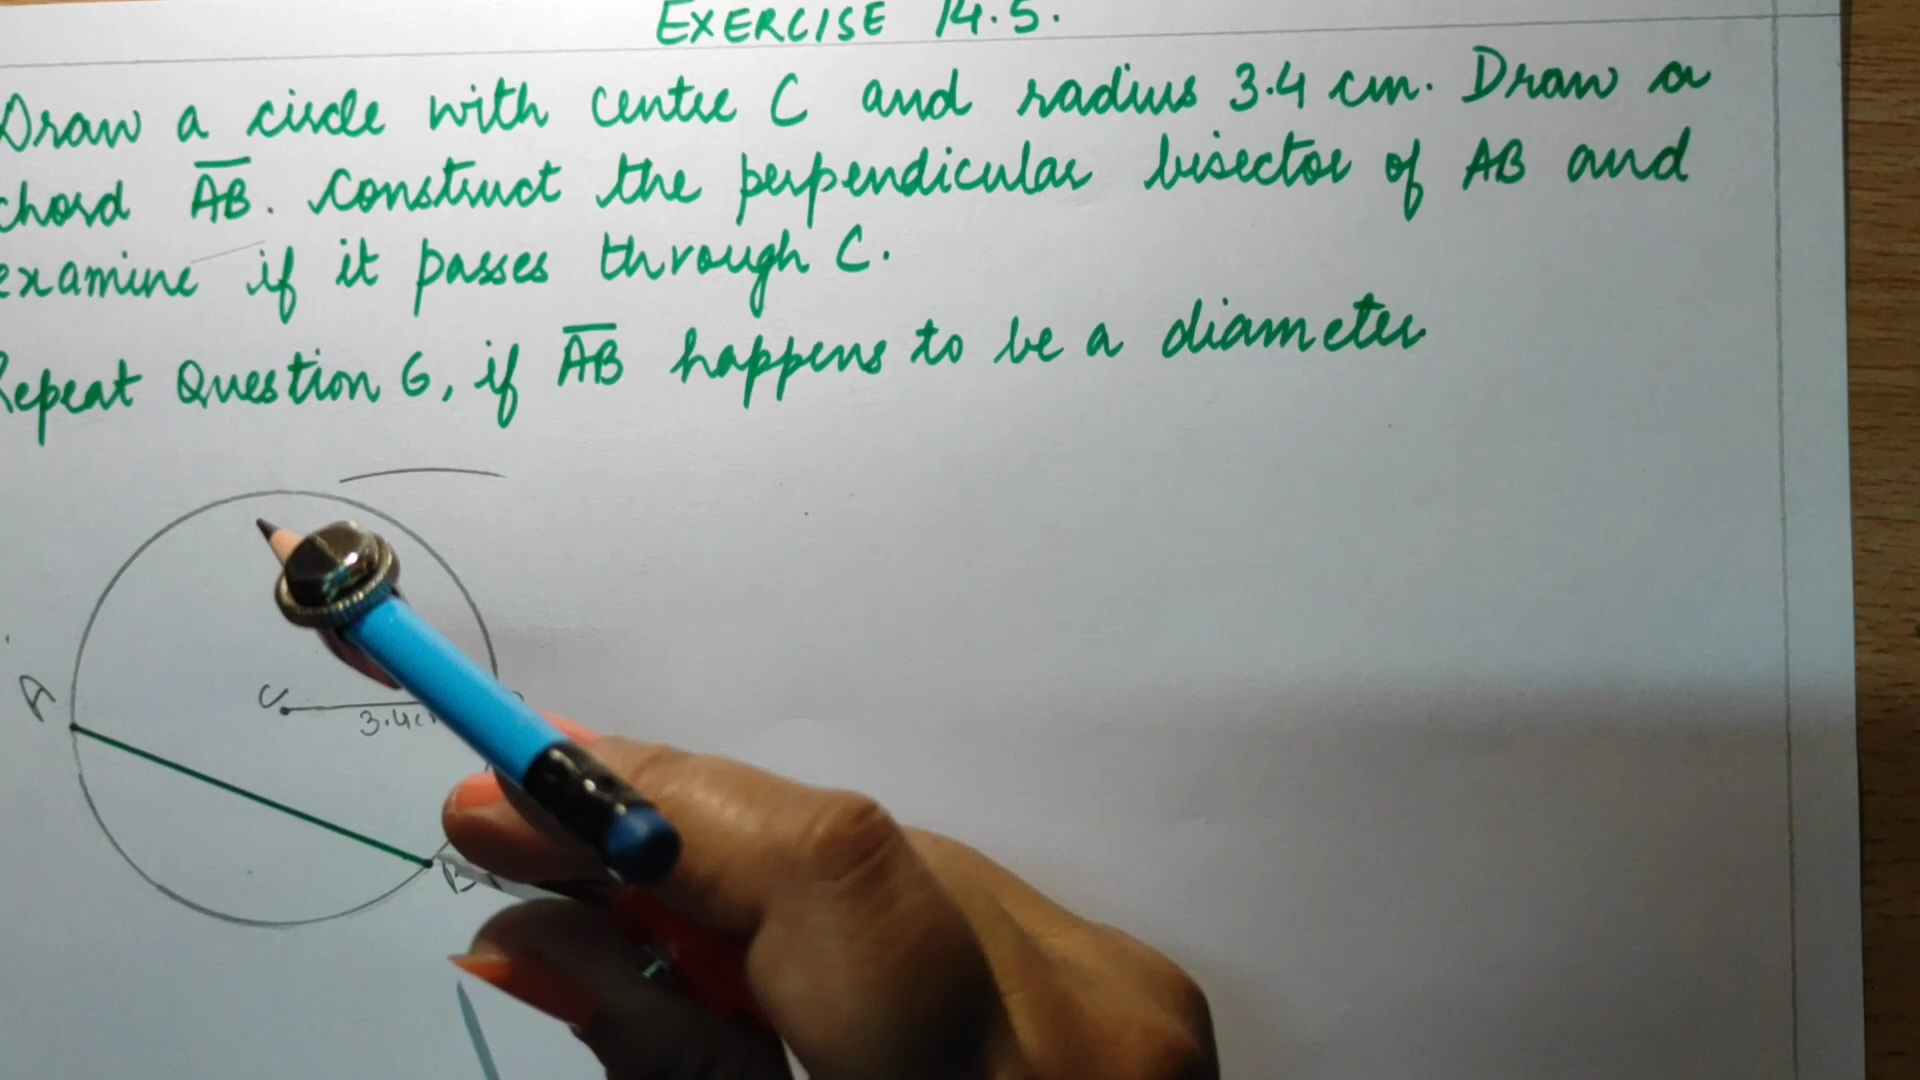 EXERCISE 14.5.
Draw a circle with centre C and radius 3.4 cm. Draw a
chord AB. Construct the perpendicular bisector of AB and
examine if it passes through C.
Repeat Question 6, if AB happens to be a diameter
A
C
3.4c
B